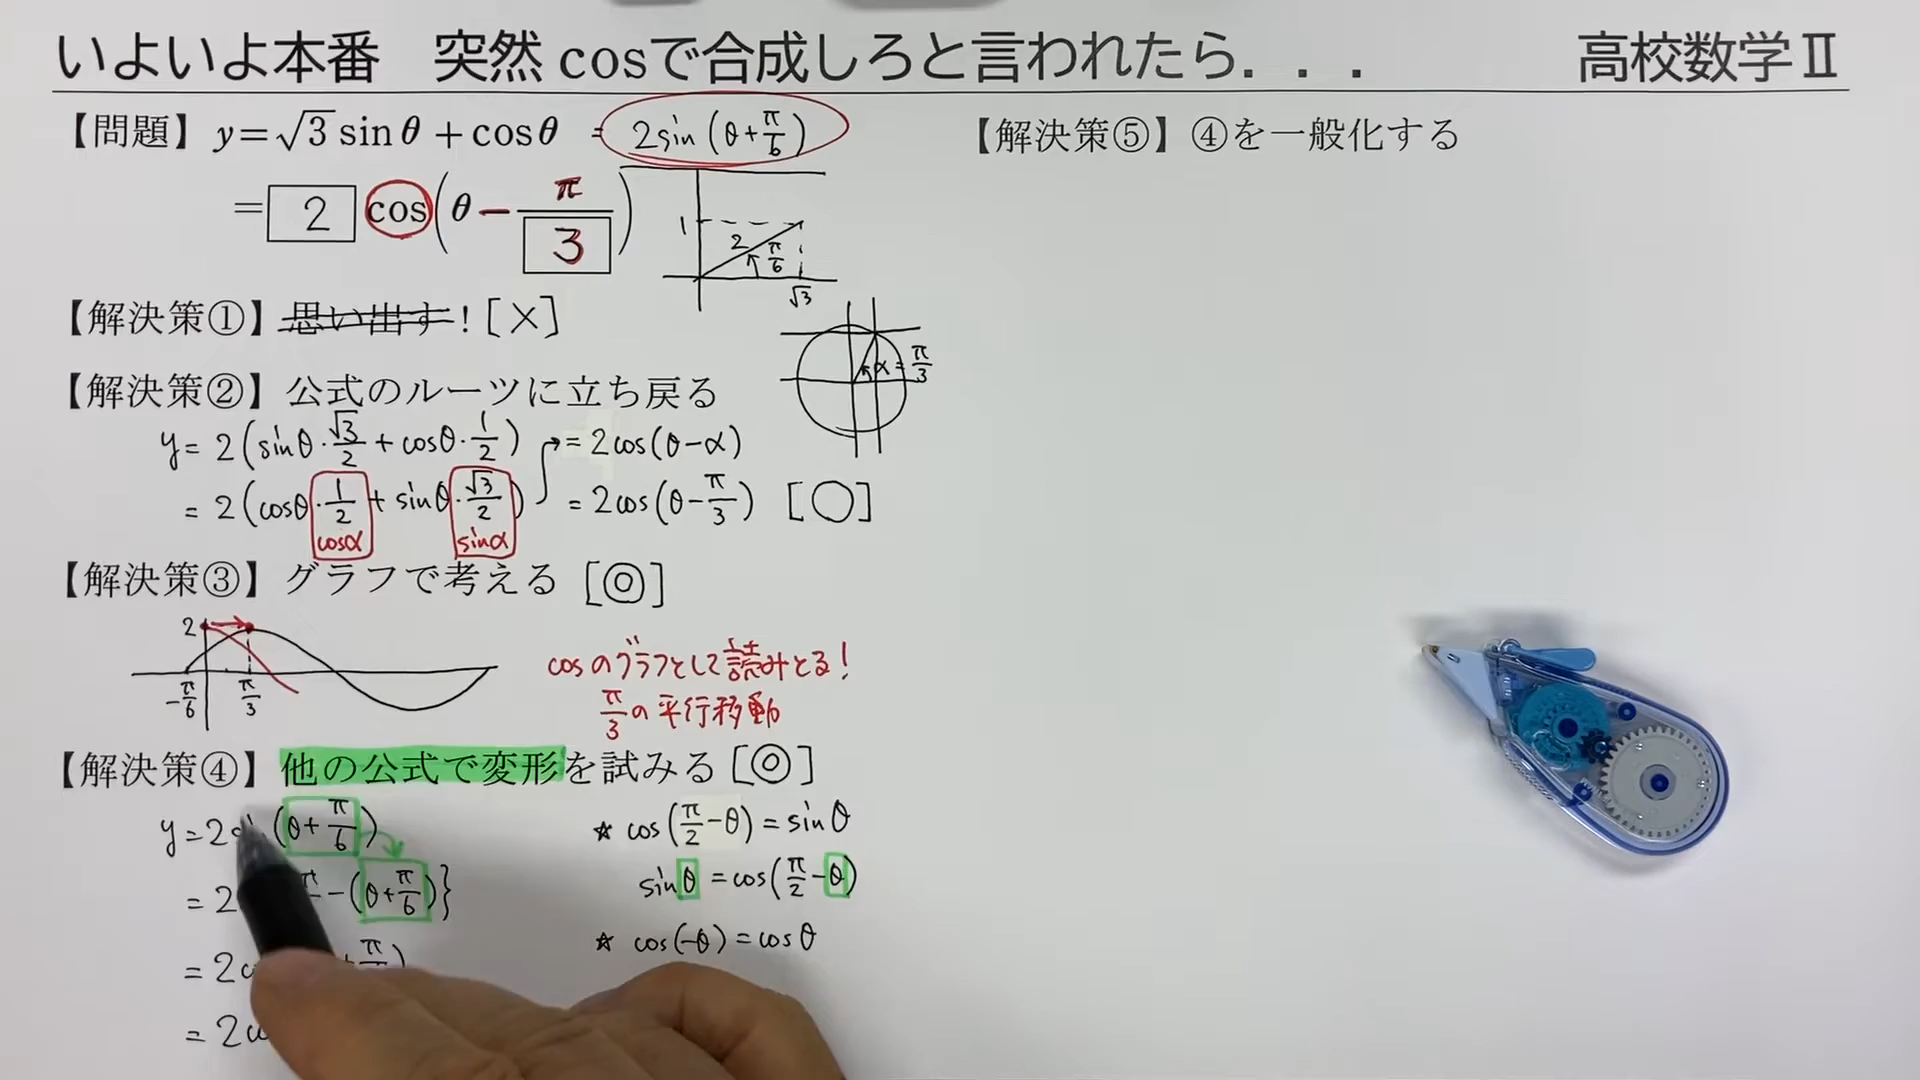 いよいよ本番　突然 cosで合成しろと言われたら．．．
高校数学Ⅱ
【問題】y=√3 sinθ+cosθ = 2sin(θ+π/6)
= 2 cos(θ-π/3)
1
2
π/6
√3
【解決策①】思い出す！[×]
α=π/3
【解決策②】公式のルーツに立ち戻る
y=2(sinθ·√3/2+cosθ·1/2)
=2(cosθ·1/2+sinθ·√3/2)
cosα
sinα
=2cos(θ-α)
=2cos(θ-π/3) [○]
【解決策③】グラフで考える [◎]
2
-π/6
π/3
cosのグラフとして読みとる！
π/3の平行移動
【解決策④】他の公式で変形を試みる [◎]
y=2 (θ+π/6)
=2 -(θ+π/6)}
=2
=2
★ cos(π/2-θ)=sinθ
sinθ=cos(π/2-θ)
★ cos(-θ)=cosθ
【解決策⑤】④を一般化する